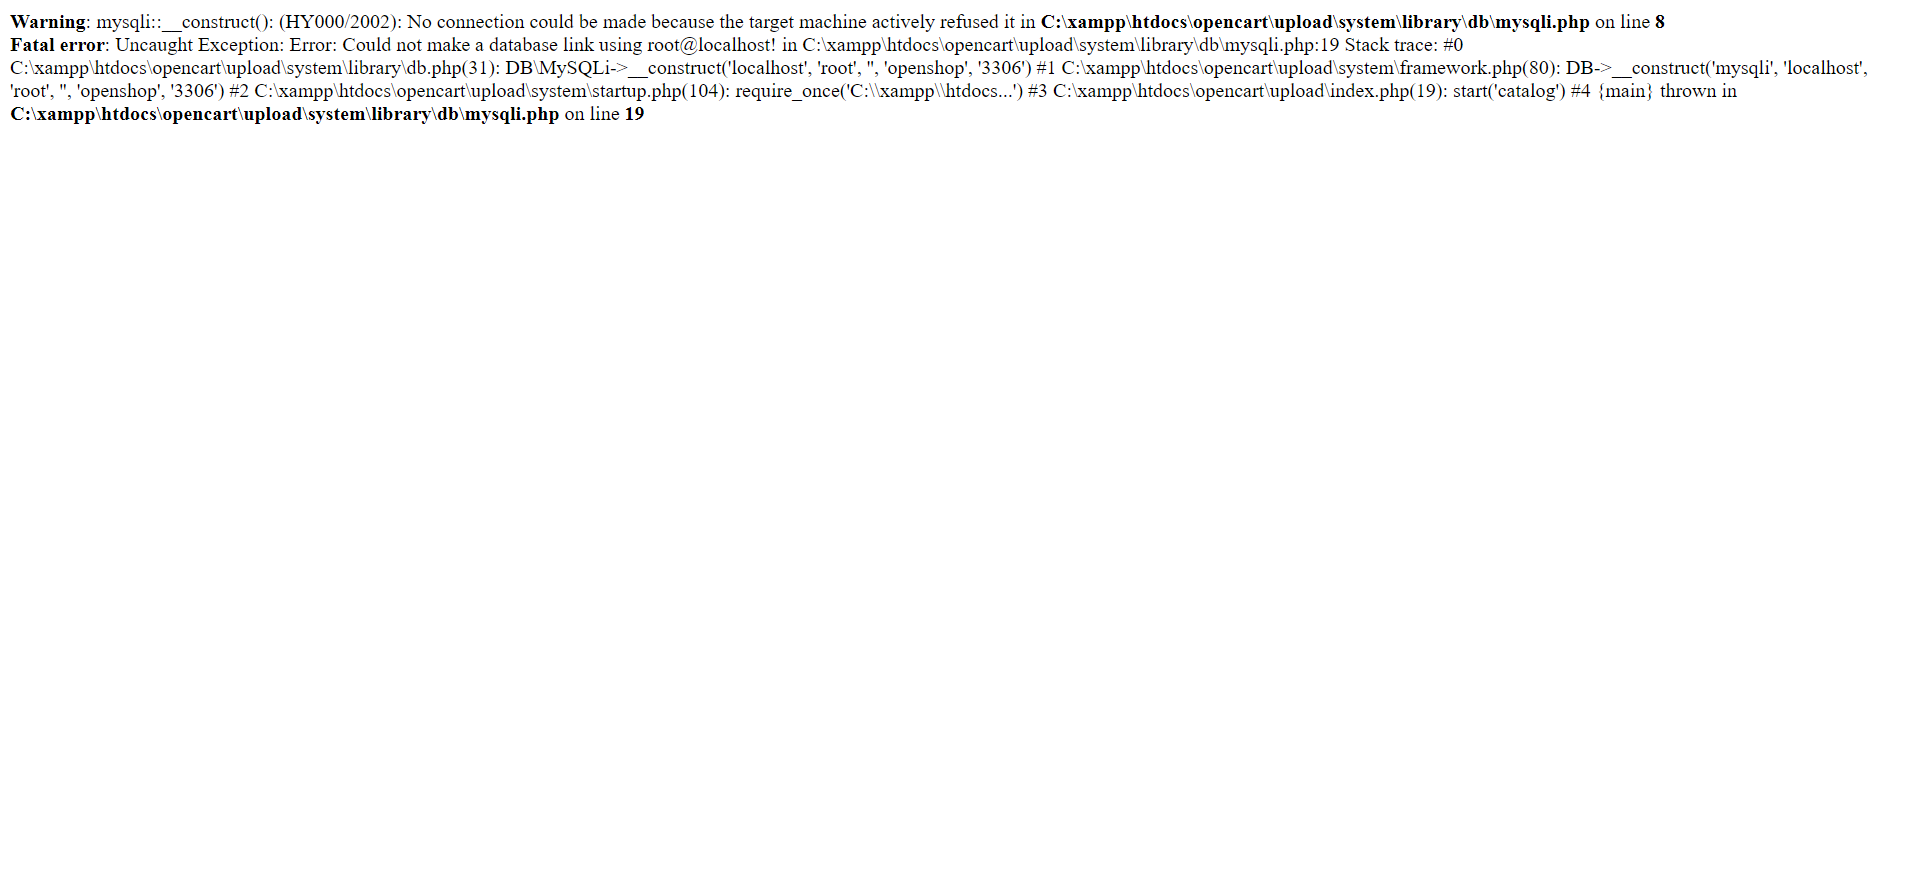 Warning: mysqli::__construct(): (HY000/2002): No connection could be made because the target machine actively refused it in C:\xampp\htdocs\opencart\upload\system\library\db\mysqli.php on line 8
Fatal error: Uncaught Exception: Error: Could not make a database link using root@localhost! in C:\xampp\htdocs\opencart\upload\system\library\db\mysqli.php:19 Stack trace: #0
C:\xampp\htdocs\opencart\upload\system\library\db.php(31): DB\MySQLi->__construct('localhost', 'root', '', 'openshop', '3306') #1 C:\xampp\htdocs\opencart\upload\system\framework.php(80): DB->__construct('mysqli', 'localhost',
'root', '', 'openshop', '3306') #2 C:\xampp\htdocs\opencart\upload\system\startup.php(104): require_once('C:\\xampp\\htdocs...') #3 C:\xampp\htdocs\opencart\upload\index.php(19): start('catalog') #4 {main} thrown in
C:\xampp\htdocs\opencart\upload\system\library\db\mysqli.php on line 19